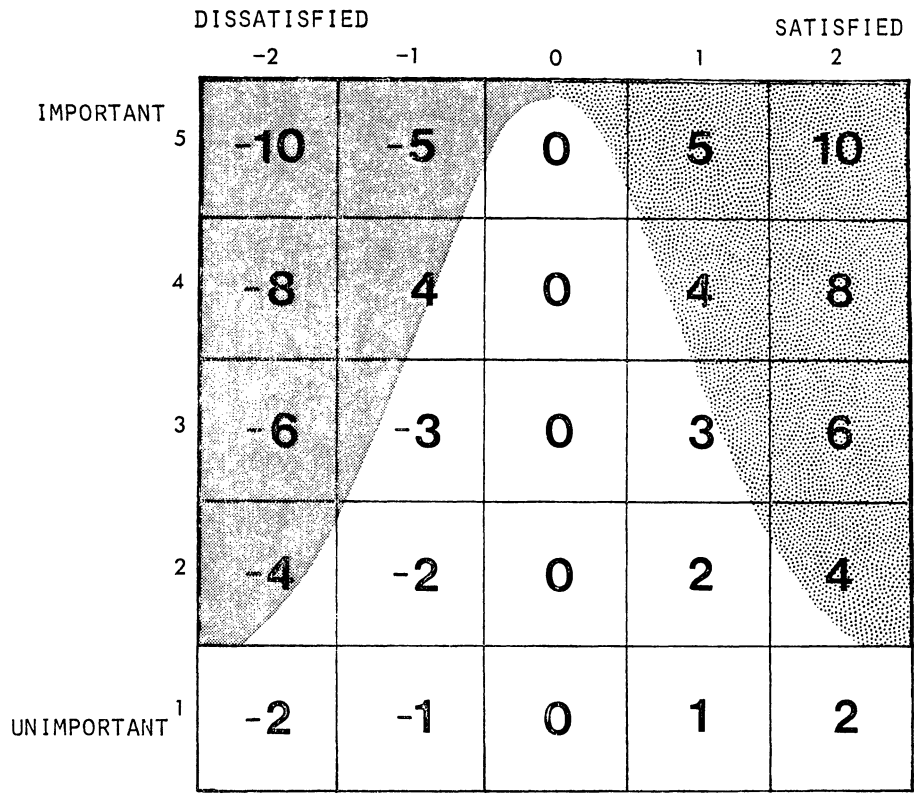 DISSATISFIED SATISFIED
-2 -1 0 1 2
IMPORTANT
5 -10 -5 0 5 10
4 -8 4 0 4 8
3 -6 -3 0 3 6
2 -4 -2 0 2 4
1 -2 -1 0 1 2
UNIMPORTANT